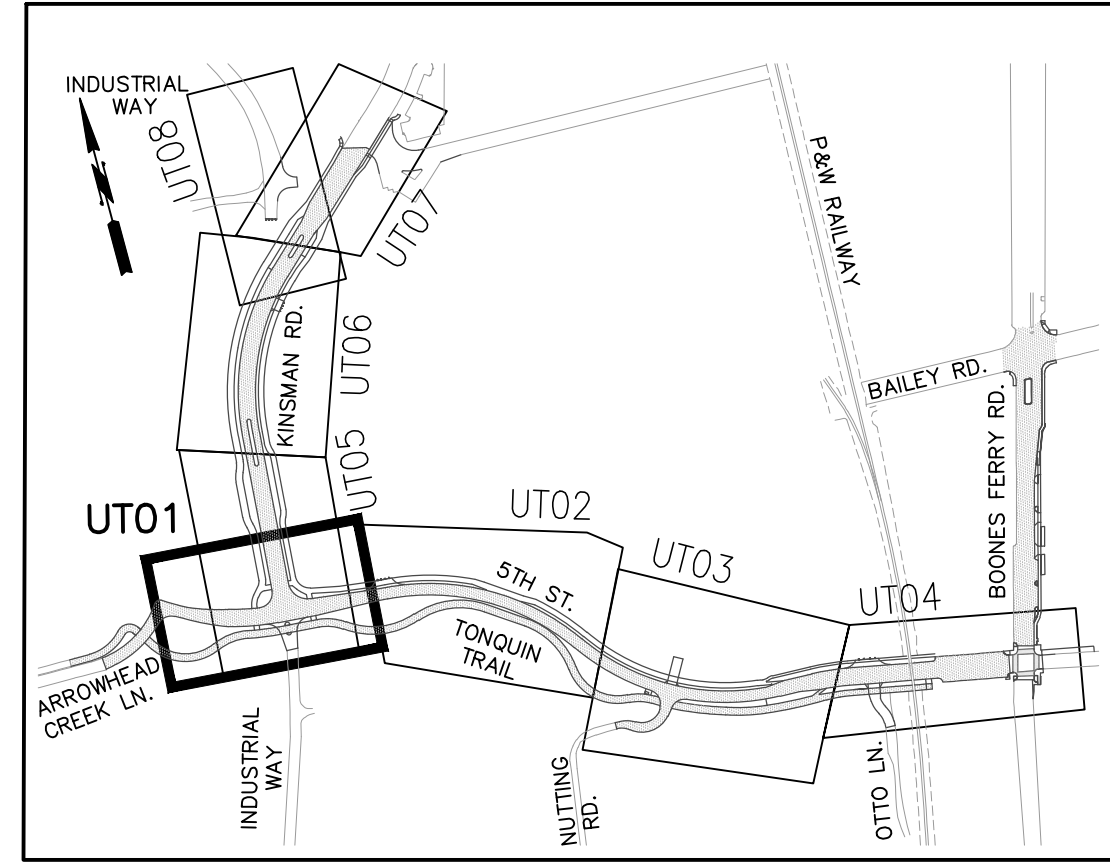 INDUSTRIAL
WAY
UT08
UT07
P&W RAILWAY
KINSMAN RD.
UT06
BAILEY RD.
BOONES FERRY RD.
UT05
UT01
UT02
5TH ST.
UT03
UT04
TONQUIN
TRAIL
ARROWHEAD
CREEK LN.
INDUSTRIAL
WAY
NUTTING
RD.
OTTO LN.